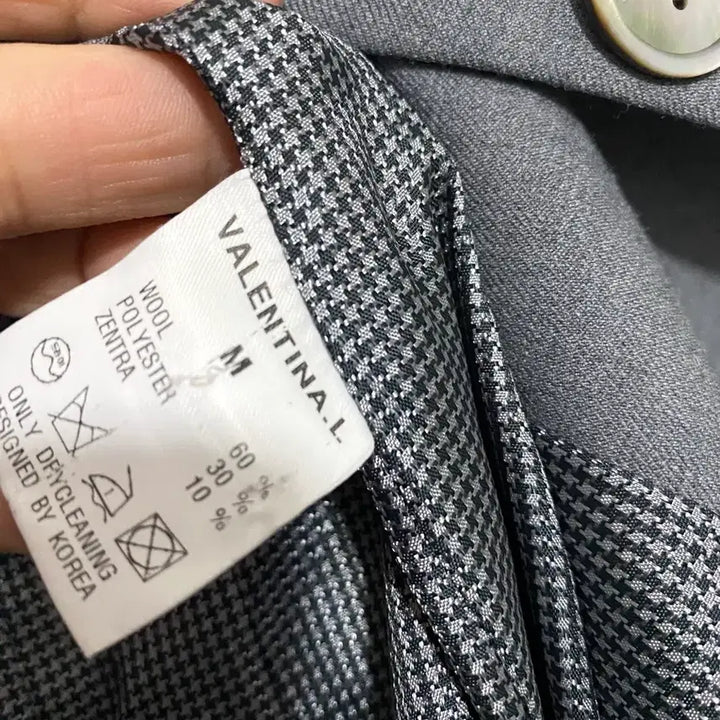 VALENTINA.L
M
WOOL 60 %
POLYESTER 30 %
ZENTRA 10 %
ONLY DRYCLEANING
DESIGNED BY KOREA